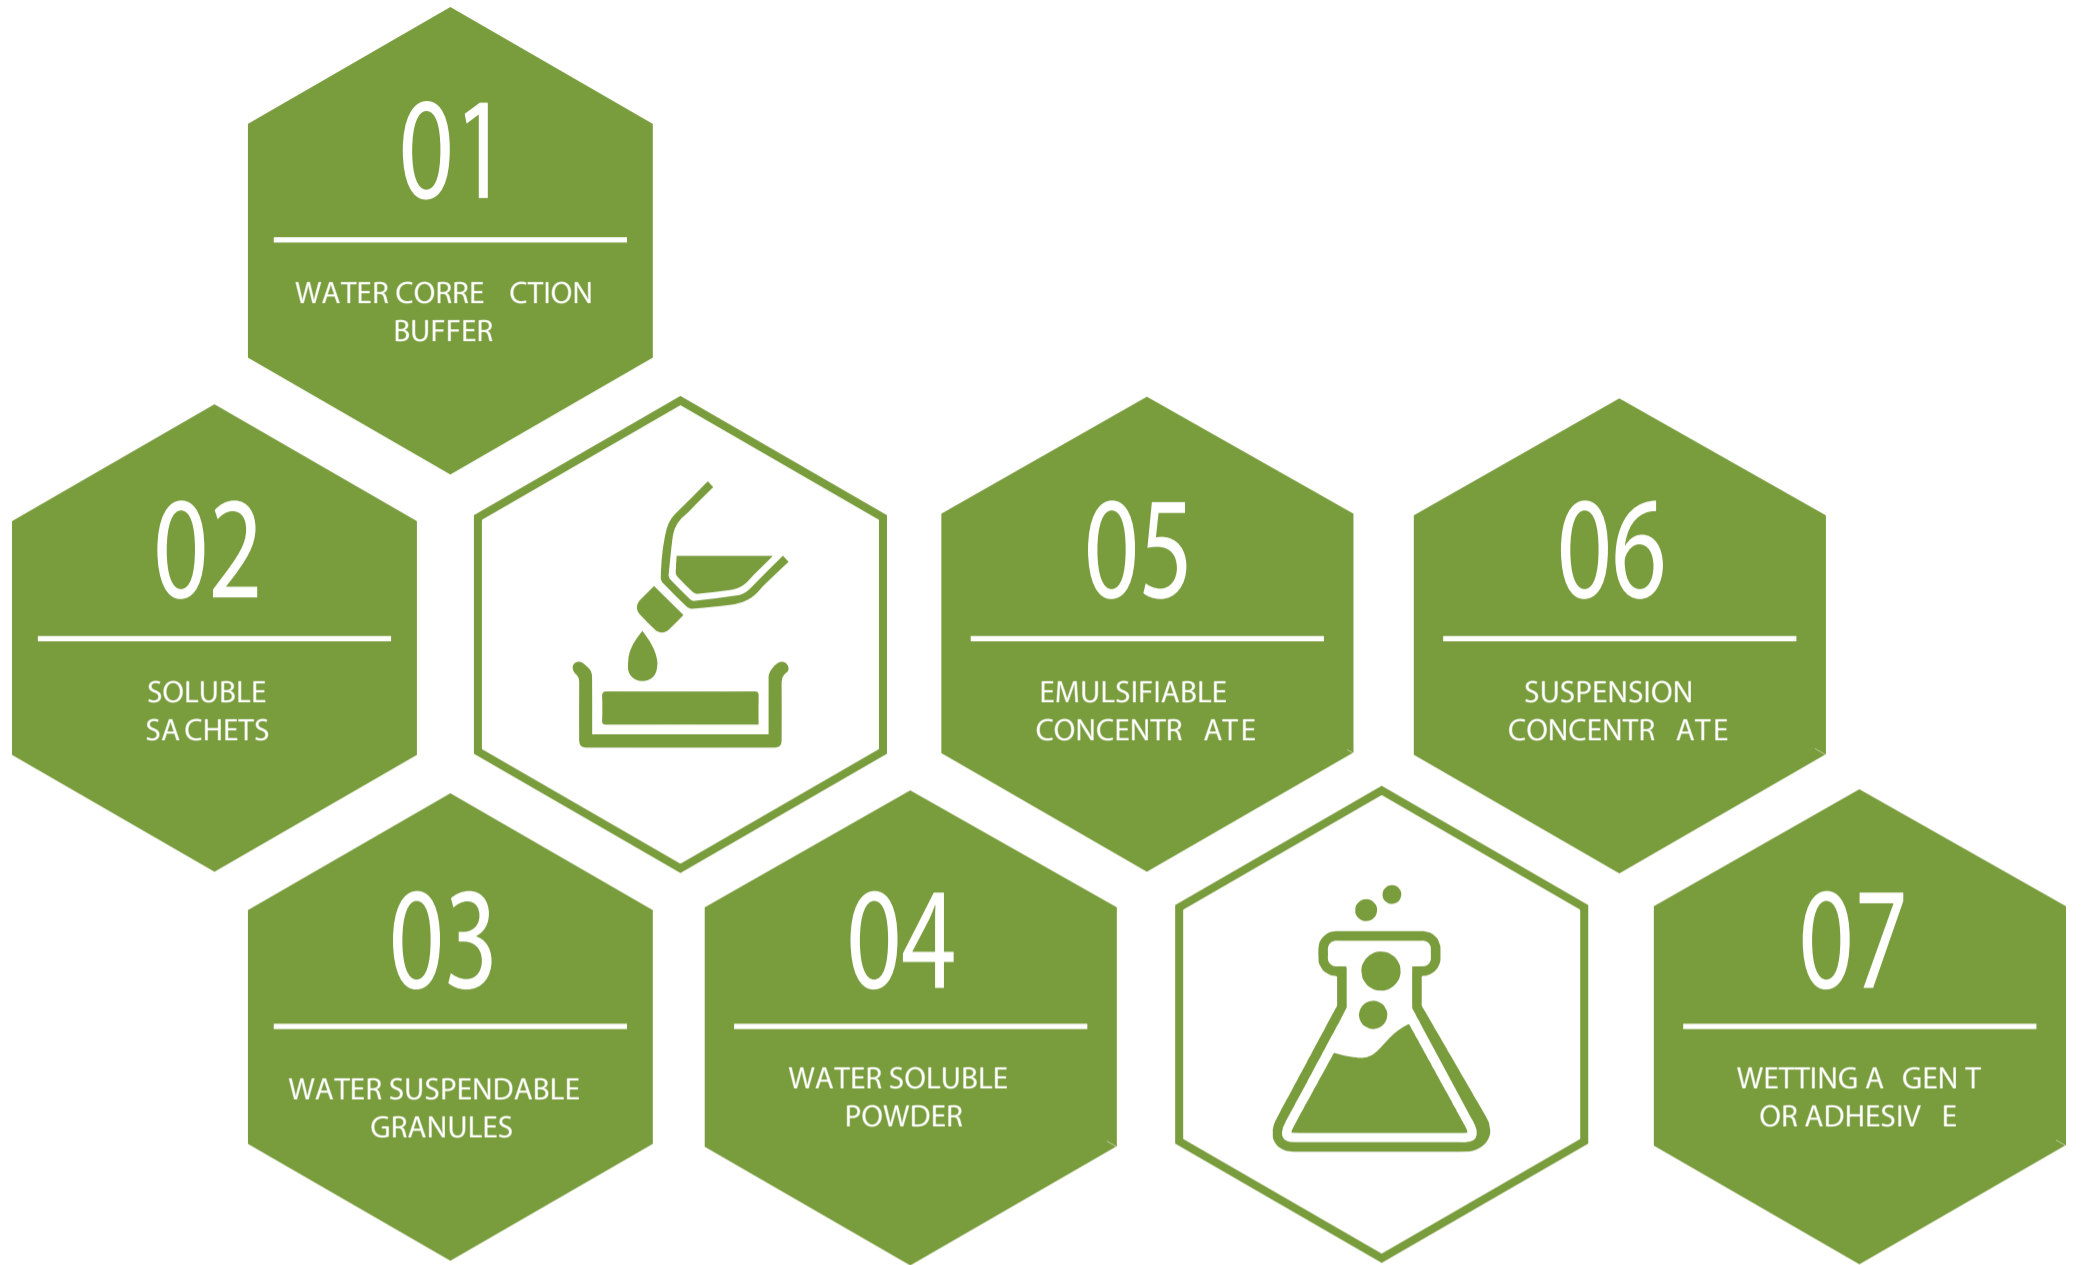 01
WATER CORRE CTION
BUFFER
02
SOLUBLE
SA CHETS
03
WATER SUSPENDABLE
GRANULES
04
WATER SOLUBLE
POWDER
05
EMULSIFIABLE
CONCENTR ATE
06
SUSPENSION
CONCENTR ATE
07
WETTING A GEN T
OR ADHESIV E